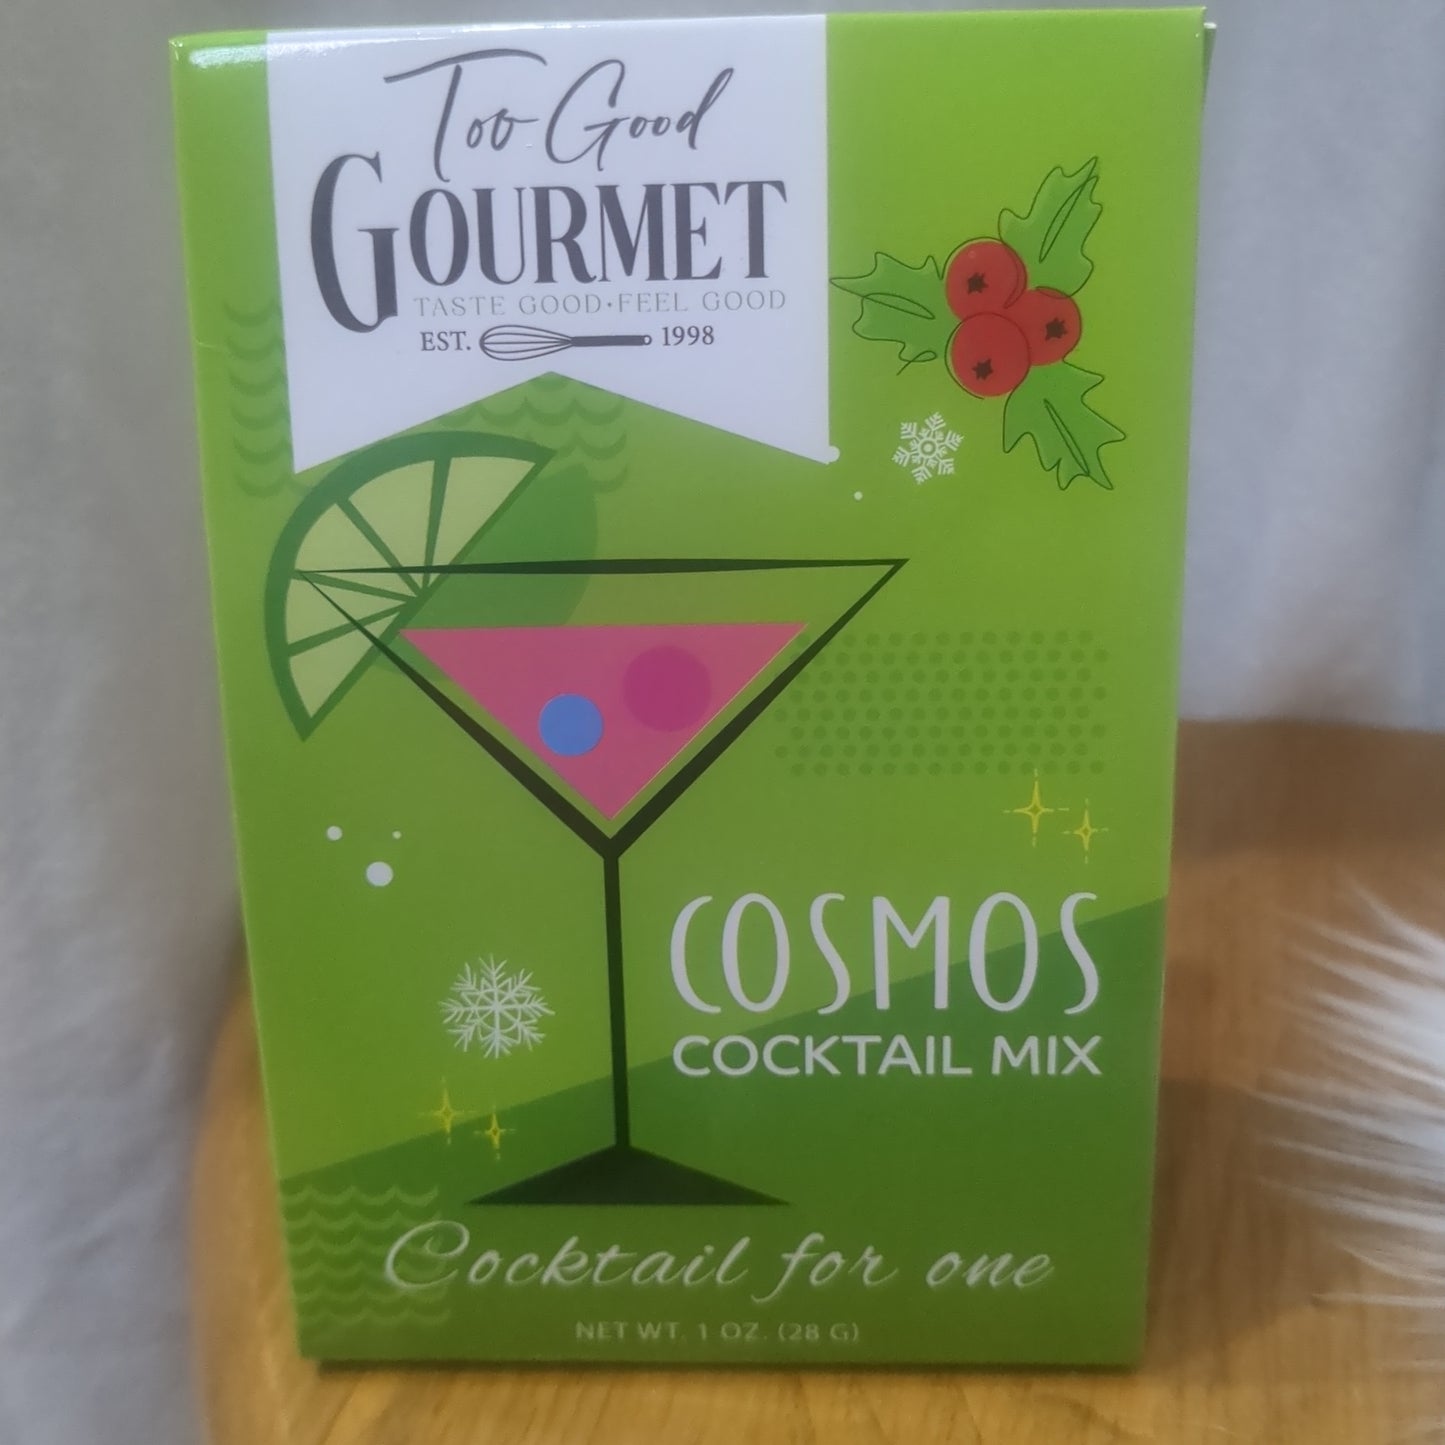 Too Good
GOURMET
TASTE GOOD•FEEL GOOD
EST. 1998
COSMOS
COCKTAIL MIX
Cocktail for one
NET WT. 1 OZ. (28 G)